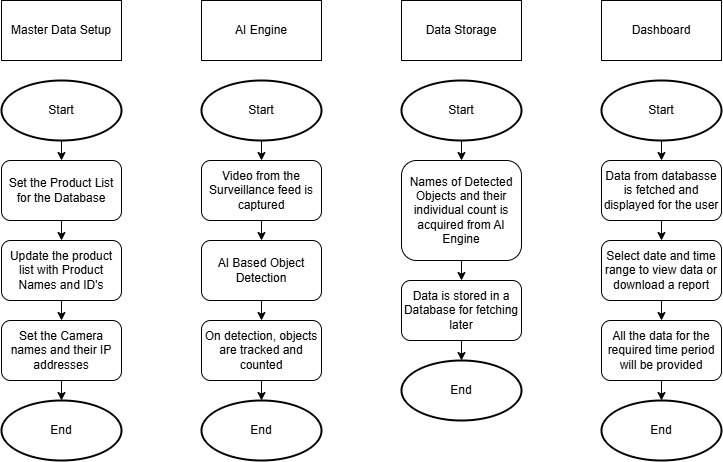 Master Data Setup
Start
Set the Product List
for the Database
Update the product
list with Product
Names and ID's
Set the Camera
names and their IP
addresses
End
AI Engine
Start
Video from the
Surveillance feed is
captured
AI Based Object
Detection
On detection, objects
are tracked and
counted
End
Data Storage
Start
Names of Detected
Objects and their
individual count is
acquired from AI
Engine
Data is stored in a
Database for fetching
later
End
Dashboard
Start
Data from databasse
is fetched and
displayed for the user
Select date and time
range to view data or
download a report
All the data for the
required time period
will be provided
End